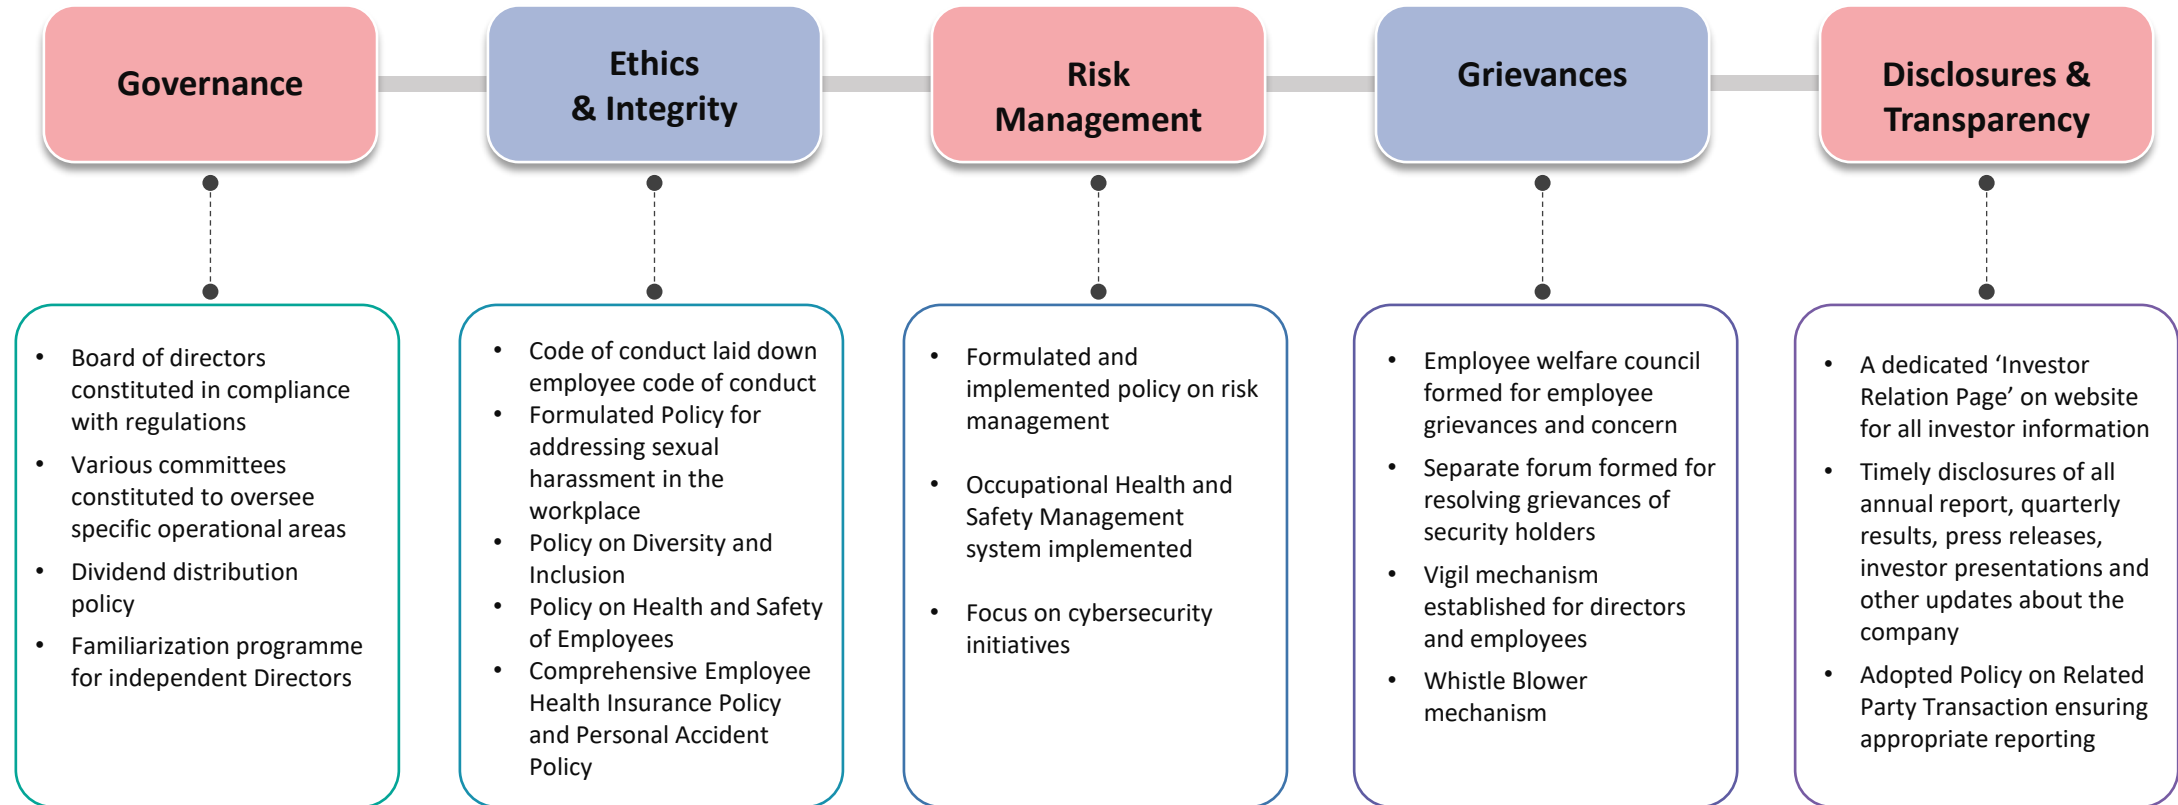 Governance
Ethics
& Integrity
Risk
Management
Grievances
Disclosures &
Transparency
• Board of directors
constituted in compliance
with regulations
• Various committees
constituted to oversee
specific operational areas
• Dividend distribution
policy
• Familiarization programme
for independent Directors
• Code of conduct laid down
employee code of conduct
• Formulated Policy for
addressing sexual
harassment in the
workplace
• Policy on Diversity and
Inclusion
• Policy on Health and Safety
of Employees
• Comprehensive Employee
Health Insurance Policy
and Personal Accident
Policy
• Formulated and
implemented policy on risk
management
• Occupational Health and
Safety Management
system implemented
• Focus on cybersecurity
initiatives
• Employee welfare council
formed for employee
grievances and concern
• Separate forum formed for
resolving grievances of
security holders
• Vigil mechanism
established for directors
and employees
• Whistle Blower
mechanism
• A dedicated ‘Investor
Relation Page’ on website
for all investor information
• Timely disclosures of all
annual report, quarterly
results, press releases,
investor presentations and
other updates about the
company
• Adopted Policy on Related
Party Transaction ensuring
appropriate reporting